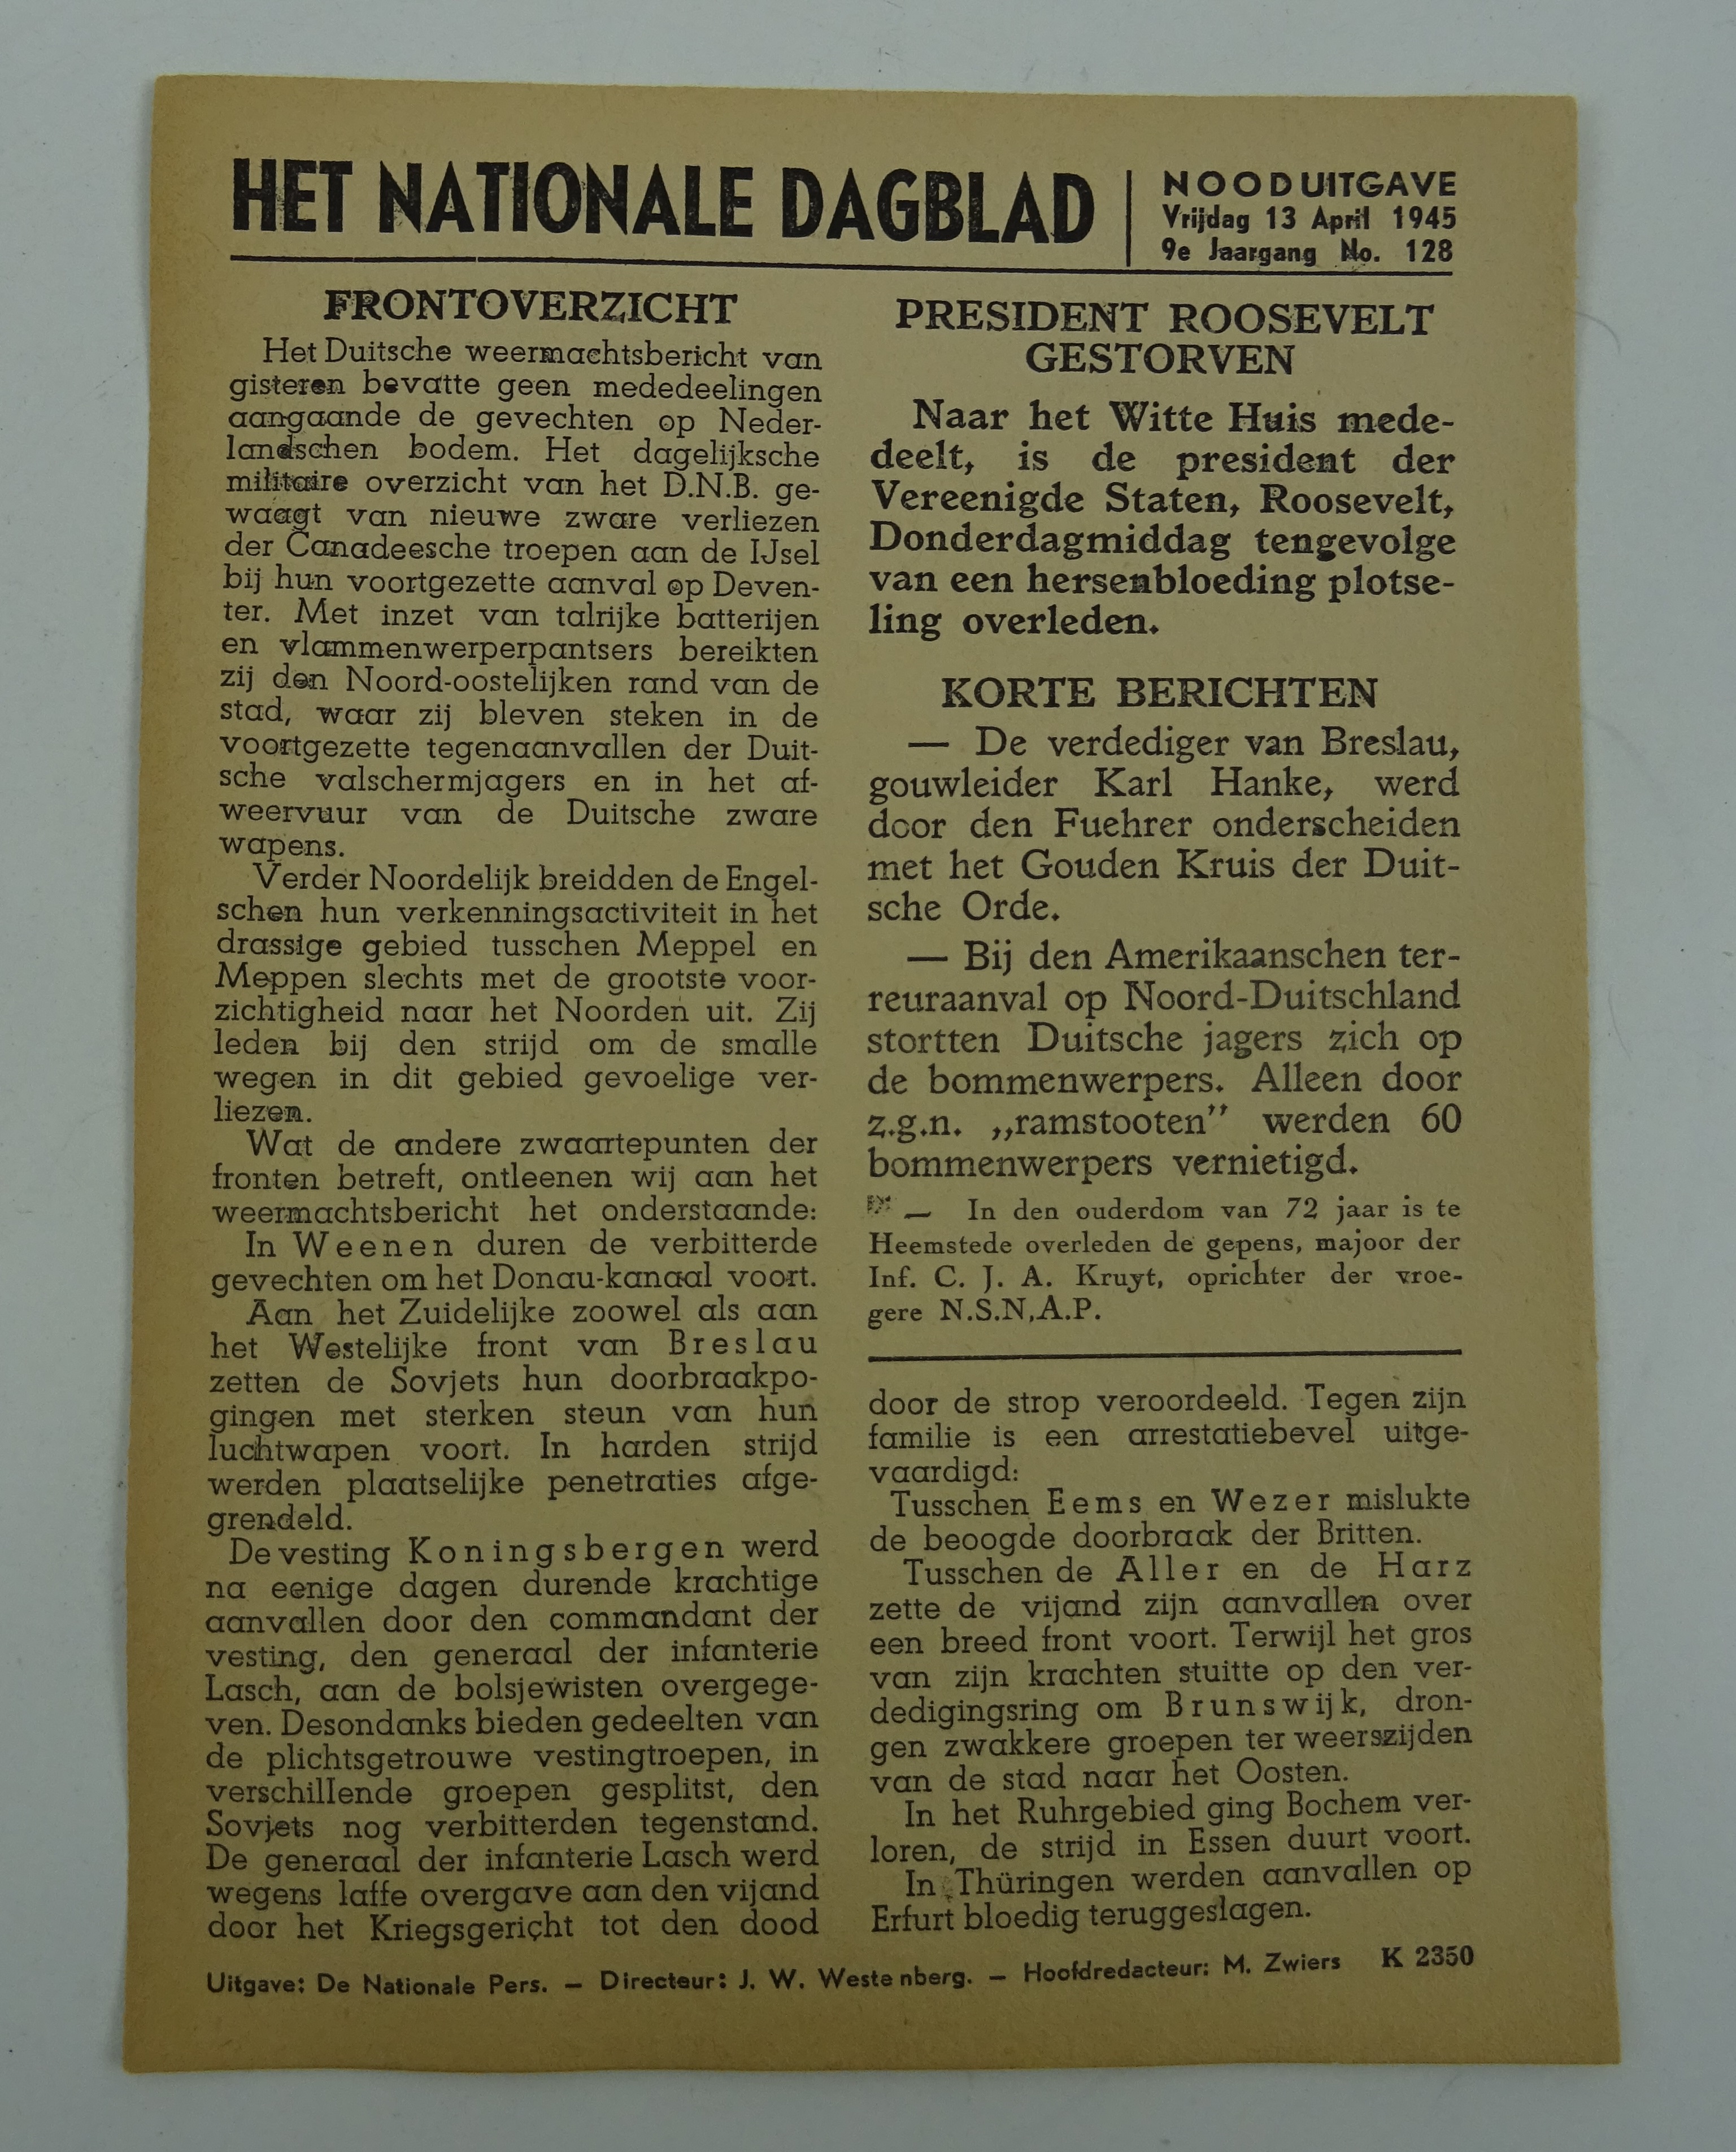 HET NATIONALE DAGBLAD
NOODUITGAVE
Vrijdag 13 April 1945
9e Jaargang No. 128
FRONTOVERZICHT
Het Duitsche weermachtsbericht van
gisteren bevatte geen mededeelingen
aangaande de gevechten op Neder-
landschen bodem. Het dagelijksche
militaire overzicht van het D.N.B. ge-
waagt van nieuwe zware verliezen
der Canadeesche troepen aan de IJsel
bij hun voortgezette aanval op Deven-
ter. Met inzet van talrijke batterijen
en vlammenwerperpantsers bereikten
zij den Noord-oostelijken rand van de
stad, waar zij bleven steken in de
voortgezette tegenaanvallen der Duit-
sche valschermjagers en in het af-
weervuur van de Duitsche zware
wapens.
Verder Noordelijk breidden de Engel-
schen hun verkenningsactiviteit in het
drassige gebied tusschen Meppel en
Meppen slechts met de grootste voor-
zichtigheid naar het Noorden uit. Zij
leden bij den strijd om de smalle
wegen in dit gebied gevoelige ver-
liezen.
Wat de andere zwaartepunten der
fronten betreft, ontleenen wij aan het
weermachtsbericht het onderstaande:
In Weenen duren de verbitterde
gevechten om het Donau-kanaal voort.
Aan het Zuidelijke zoowel als aan
het Westelijke front van Breslau
zetten de Sovjets hun doorbraakpo-
gingen met sterken steun van hun
luchtwapen voort. In harden strijd
werden plaatselijke penetraties afge-
grendeld.
De vesting Koningsbergen werd
na eenige dagen durende krachtige
aanvallen door den commandant der
vesting, den generaal der infanterie
Lasch, aan de bolsjewisten overgege-
ven. Desondanks bieden gedeelten van
de plichtsgetrouwe vestingtroepen, in
verschillende groepen gesplitst, den
Sovjets nog verbitterden tegenstand.
De generaal der infanterie Lasch werd
wegens laffe overgave aan den vijand
door het Kriegsgericht tot den dood
PRESIDENT ROOSEVELT
GESTORVEN
Naar het Witte Huis mede-
deelt, is de president der
Vereenigde Staten, Roosevelt,
Donderdagmiddag tengevolge
van een hersenbloeding plotse-
ling overleden.
KORTE BERICHTEN
— De verdediger van Breslau,
gouwleider Karl Hanke, werd
door den Fuehrer onderscheiden
met het Gouden Kruis der Duit-
sche Orde.
— Bij den Amerikaanschen ter-
reuraanval op Noord-Duitschland
stortten Duitsche jagers zich op
de bommenwerpers. Alleen door
z.g.n. „ramstooten” werden 60
bommenwerpers vernietigd.
— In den ouderdom van 72 jaar is te
Heemstede overleden de gepens, majoor der
Inf. C. J. A. Kruyt, oprichter der vroe-
gere N.S.N,A.P.
door de strop veroordeeld. Tegen zijn
familie is een arrestatiebevel uitge-
vaardigd:
Tusschen Eems en Wezer mislukte
de beoogde doorbraak der Britten.
Tusschen de Aller en de Harz
zette de vijand zijn aanvallen over
een breed front voort. Terwijl het gros
van zijn krachten stuitte op den ver-
dedigingsring om Brunswijk, dron-
gen zwakkere groepen ter weerszijden
van de stad naar het Oosten.
In het Ruhrgebied ging Bochem ver-
loren, de strijd in Essen duurt voort.
In Thüringen werden aanvallen op
Erfurt bloedig teruggeslagen.
Uitgave: De Nationale Pers. — Directeur: J. W. Westenberg. — Hoofdredacteur: M. Zwiers K 2350